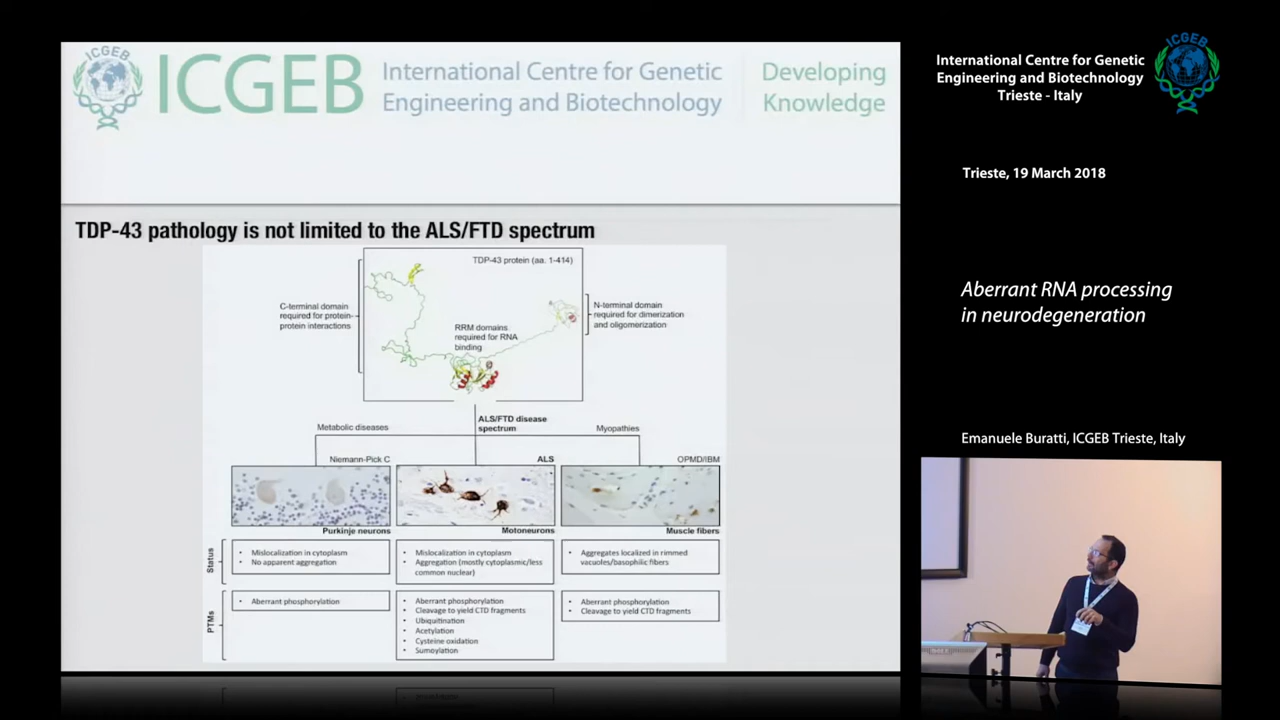 ICGEB
ICGEB
International Centre for Genetic
Engineering and Biotechnology
Developing
Knowledge
TDP-43 pathology is not limited to the ALS/FTD spectrum
TDP-43 protein (aa. 1-414)
C-terminal domain
required for protein-
protein interactions
RRM domains
required for RNA
binding
N-terminal domain
required for dimerization
and oligomerization
ALS/FTD disease
spectrum
Metabolic diseases
Myopathies
Niemann-Pick C
ALS
OPMD/IBM
Purkinje neurons
Motoneurons
Muscle fibers
Status
• Mislocalization in cytoplasm
• No apparent aggregation
• Mislocalization in cytoplasm
• Aggregation (mostly cytoplasmic/less
common nuclear)
• Aggregates localized in rimmed
vacuoles/basophilic fibers
PTMs
• Aberrant phosphorylation
• Aberrant phosphorylation
• Cleavage to yield CTD fragments
• Ubiquitination
• Acetylation
• Cysteine oxidation
• Sumoylation
• Aberrant phosphorylation
• Cleavage to yield CTD fragments
International Centre for Genetic
Engineering and Biotechnology
Trieste - Italy
ICGEB
Trieste, 19 March 2018
Aberrant RNA processing
in neurodegeneration
Emanuele Buratti, ICGEB Trieste, Italy